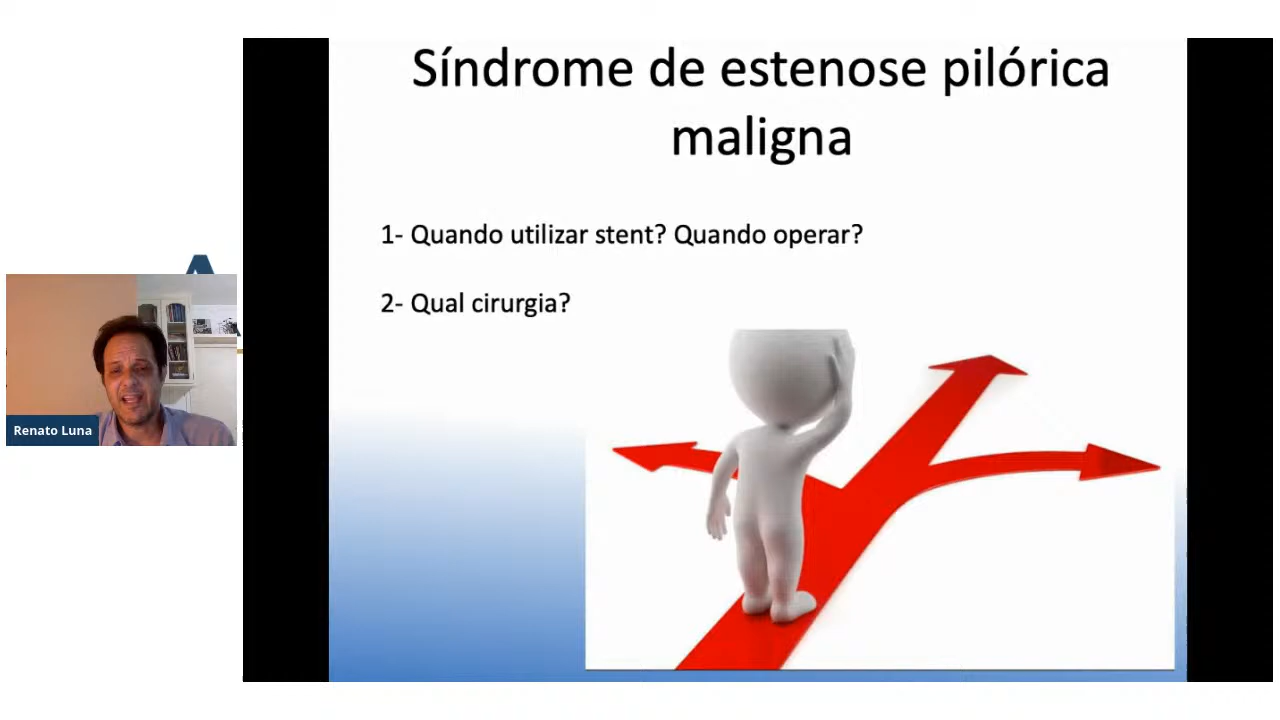 Síndrome de estenose pilórica
maligna
1- Quando utilizar stent? Quando operar?
2- Qual cirurgia?
Renato Luna